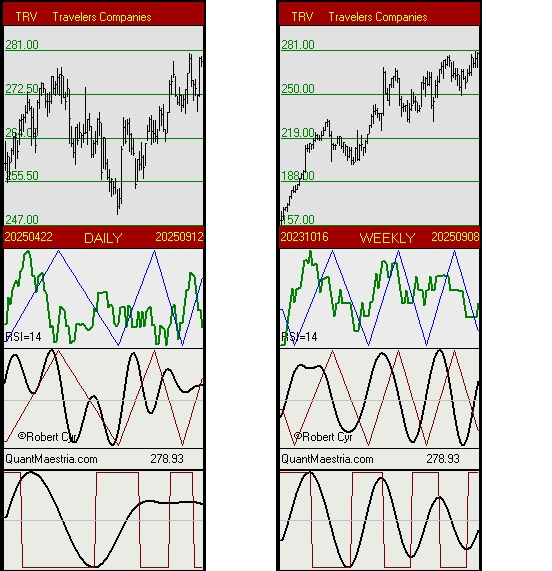 TRV Travelers Companies
281.00
272.50
264.00
255.50
247.00
20250422 DAILY 20250912
RSI=14
©Robert Cyr
QuantMaestria.com 278.93
TRV Travelers Companies
281.00
250.00
219.00
188.00
157.00
20231016 WEEKLY 20250908
RSI=14
©Robert Cyr
QuantMaestria.com 278.93